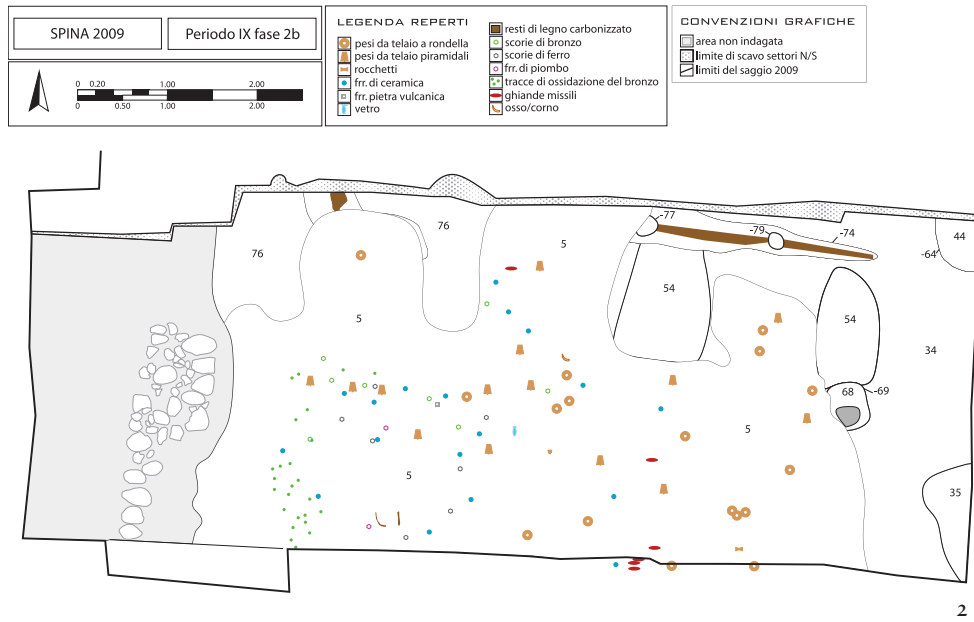 SPINA 2009
Periodo IX fase 2b
0 0.20 1.00 2.00
0.50 1.00 2.00
LEGENDA REPERTI
pesi da telaio a rondella
pesi da telaio piramidali
rocchetti
frr. di ceramica
frr. pietra vulcanica
vetro
resti di legno carbonizzato
scorie di bronzo
scorie di ferro
frr. di piombo
tracce di ossidazione del bronzo
ghiande missili
osso/corno
CONVENZIONI GRAFICHE
area non indagata
limite di scavo settori N/S
limiti del saggio 2009
-77
76
5
-79
-74
44
76
-64
54
5
54
34
68
-69
5
5
35
2